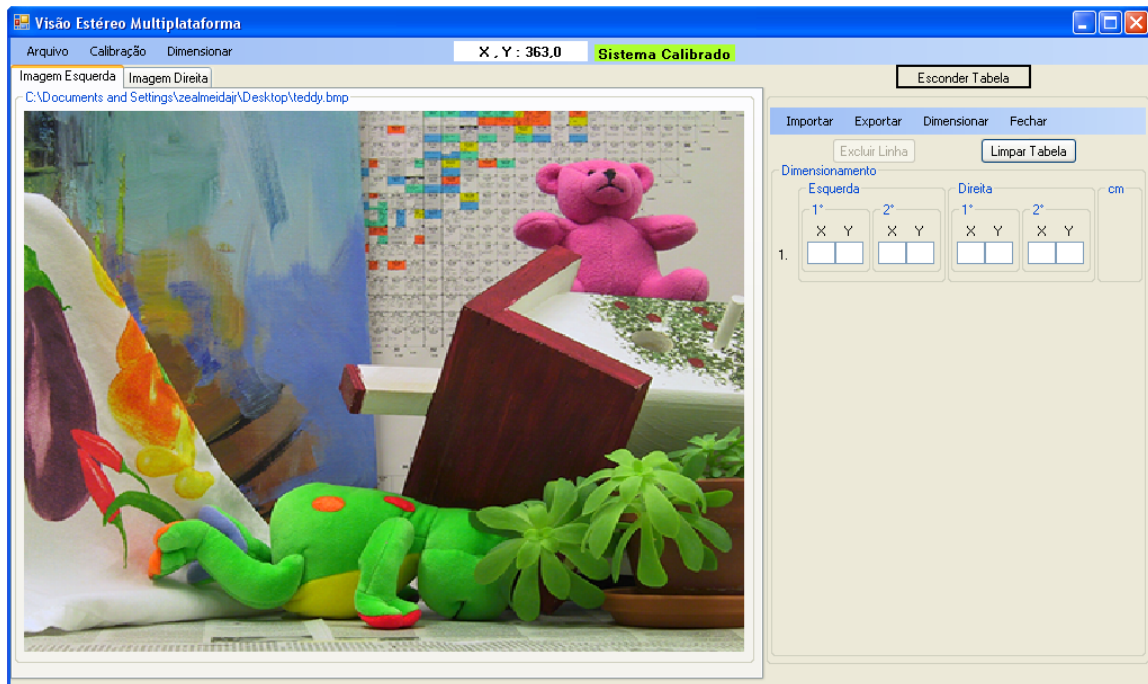 Visão Estéreo Multiplataforma
Arquivo Calibração Dimensionar X , Y : 363,0 Sistema Calibrado
Imagem Esquerda Imagem Direita Esconder Tabela
C:\Documents and Settings\zealmeidajr\Desktop\teddy.bmp
Importar Exportar Dimensionar Fechar
Excluir Linha Limpar Tabela
Dimensionamento
Esquerda Direita cm
1° 2° 1° 2°
X Y X Y X Y X Y
1.